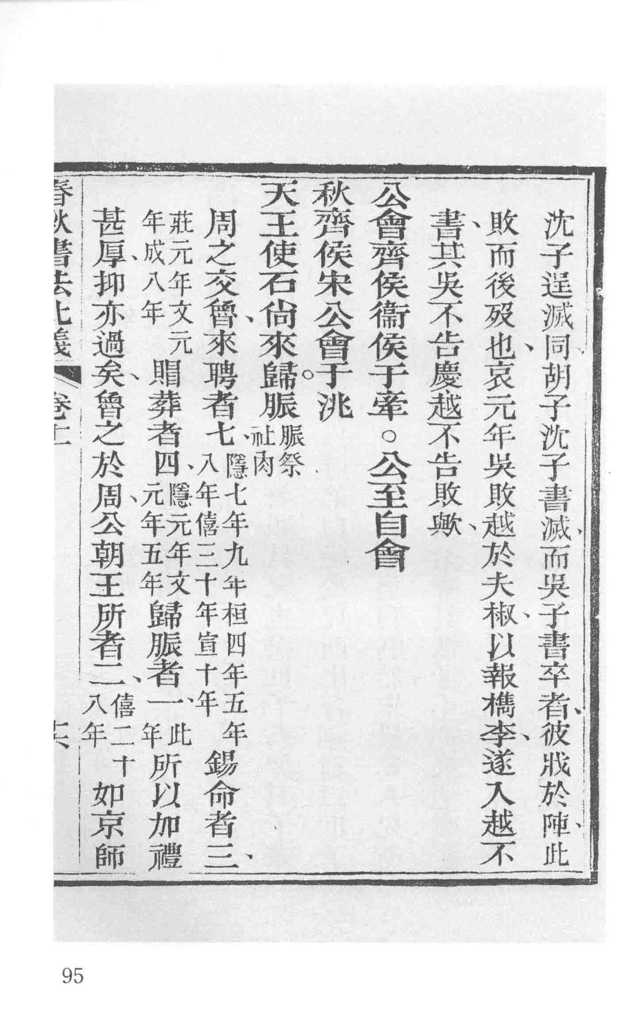 沈子逞滅同胡子沈子書滅而吳子書卒者彼戕於陣此
敗而後歿也哀元年吳敗越於夫椒以報檇李遂入越不
書其吳不告慶越不告敗歟
公會齊侯衞侯于牽。公至自會
秋齊侯宋公會于洮
天王使石尙來歸脤脤祭社肉
周之交魯來聘者七隱七年九年桓四年五年八年僖三十年宣十年錫命者三
莊元年文元年成八年賵葬者四隱元年文元年五年歸脤者一此年所以加禮
甚厚抑亦過矣魯之於周公朝王所者二僖二十八年如京師
春秋書法比義 卷十一 十六
95